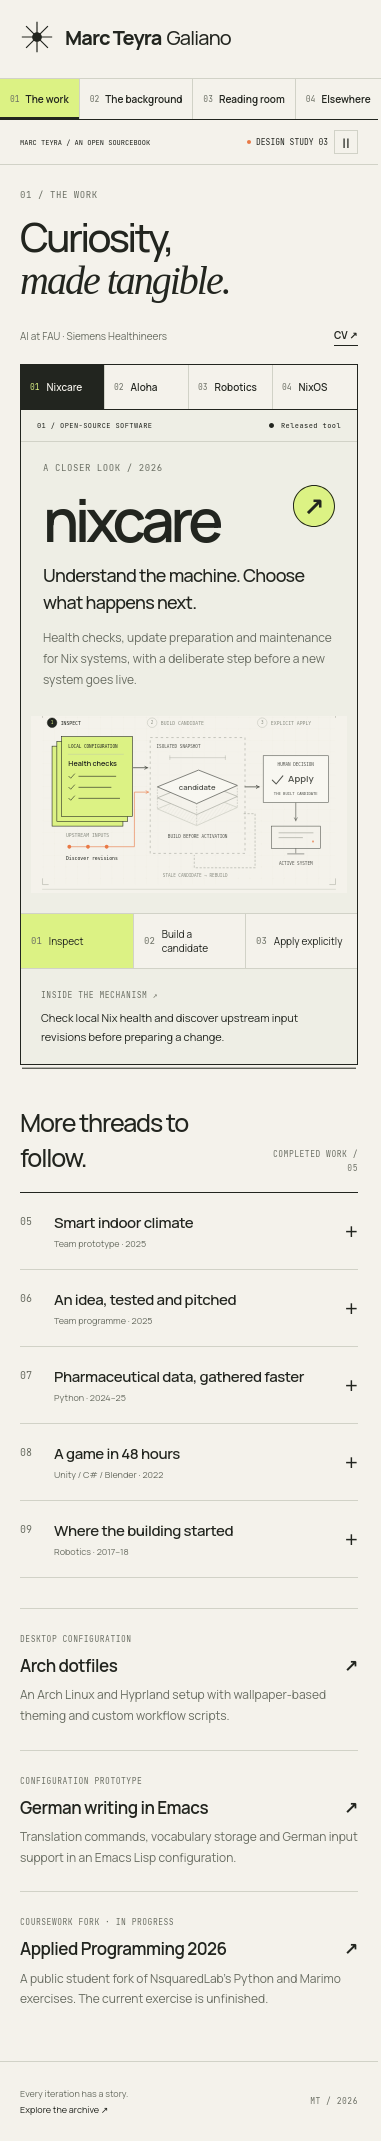 Marc Teyra Galiano
01 The work 02 The background 03 Reading room 04 Elsewhere
MARC TEYRA / AN OPEN SOURCEBOOK
DESIGN STUDY 03
01 / THE WORK
Curiosity,
made tangible.
AI at FAU · Siemens Healthineers
CV ↗
01 Nixcare 02 Aloha 03 Robotics 04 NixOS
01 / OPEN-SOURCE SOFTWARE
Released tool
A CLOSER LOOK / 2026
nixcare
↗
Understand the machine. Choose
what happens next.
Health checks, update preparation and maintenance
for Nix systems, with a deliberate step before a new
system goes live.
1 INSPECT
2 BUILD CANDIDATE
3 EXPLICIT APPLY
LOCAL CONFIGURATION
Health checks
UPSTREAM INPUTS
Discover revisions
ISOLATED SNAPSHOT
candidate
BUILD BEFORE ACTIVATION
STALE CANDIDATE → REBUILD
HUMAN DECISION
Apply
THE BUILT CANDIDATE
ACTIVE SYSTEM
01 Inspect
02 Build a
candidate
03 Apply explicitly
INSIDE THE MECHANISM ↗
Check local Nix health and discover upstream input
revisions before preparing a change.
More threads to
follow.
COMPLETED WORK /
05
05 Smart indoor climate +
Team prototype · 2025
06 An idea, tested and pitched +
Team programme · 2025
07 Pharmaceutical data, gathered faster +
Python · 2024–25
08 A game in 48 hours +
Unity / C# / Blender · 2022
09 Where the building started +
Robotics · 2017–18
DESKTOP CONFIGURATION
Arch dotfiles ↗
An Arch Linux and Hyprland setup with wallpaper-based
theming and custom workflow scripts.
CONFIGURATION PROTOTYPE
German writing in Emacs ↗
Translation commands, vocabulary storage and German input
support in an Emacs Lisp configuration.
COURSEWORK FORK · IN PROGRESS
Applied Programming 2026 ↗
A public student fork of NsquaredLab's Python and Marimo
exercises. The current exercise is unfinished.
Every iteration has a story.
Explore the archive ↗
MT / 2026